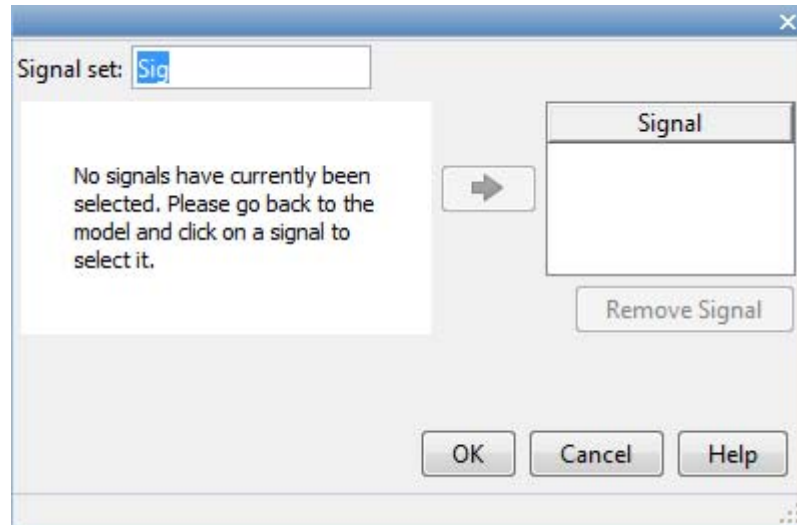 Signal set: Sig
No signals have currently been
selected. Please go back to the
model and click on a signal to
select it.
Signal
Remove Signal
OK Cancel Help